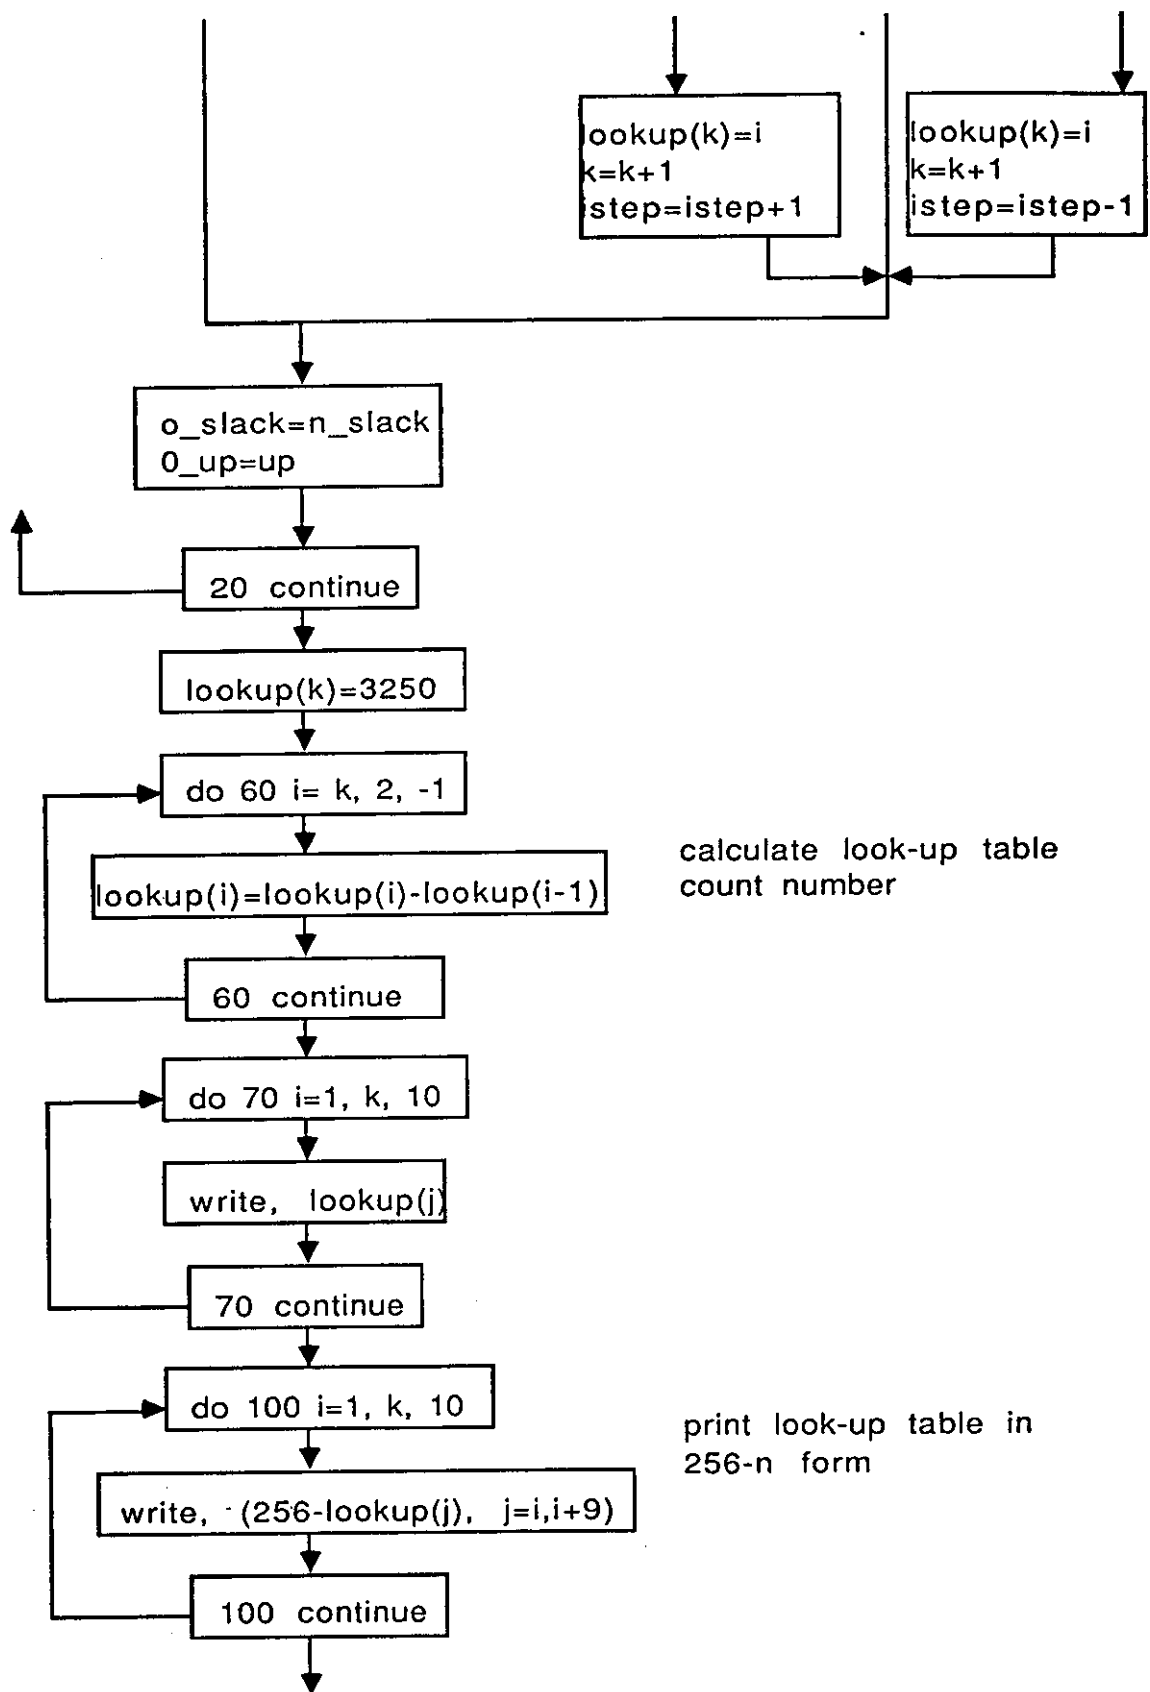 lookup(k)=i
k=k+1
istep=istep+1
lookup(k)=i
k=k+1
istep=istep-1
o_slack=n_slack
0_up=up
20 continue
lookup(k)=3250
do 60 i= k, 2, -1
lookup(i)=lookup(i)-lookup(i-1)
calculate look-up table
count number
60 continue
do 70 i=1, k, 10
write, lookup(j)
70 continue
do 100 i=1, k, 10
print look-up table in
256-n form
write, (256-lookup(j), j=i,i+9)
100 continue